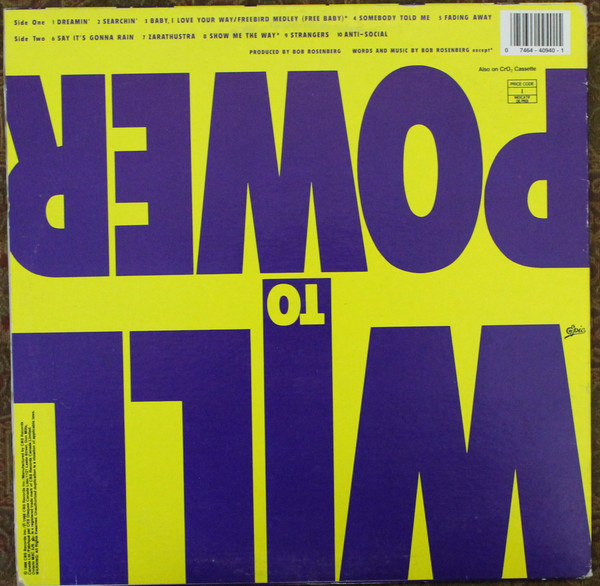 Side One 1 DREAMIN' 2 SEARCHIN' 3 BABY, I LOVE YOUR WAY/FREEBIRD MEDLEY (FREE BABY)* 4 SOMEBODY TOLD ME 5 FADING AWAY
Side Two 6 SAY IT'S GONNA RAIN 7 ZARATHUSTRA 8 SHOW ME THE WAY* 9 STRANGERS 10 ANTI-SOCIAL
PRODUCED BY BOB ROSENBERG WORDS AND MUSIC BY BOB ROSENBERG except*
0 7464-40940-1
Also on CrO2 Cassette
PRICE CODE
1
WILL
TO
POWER
Epic